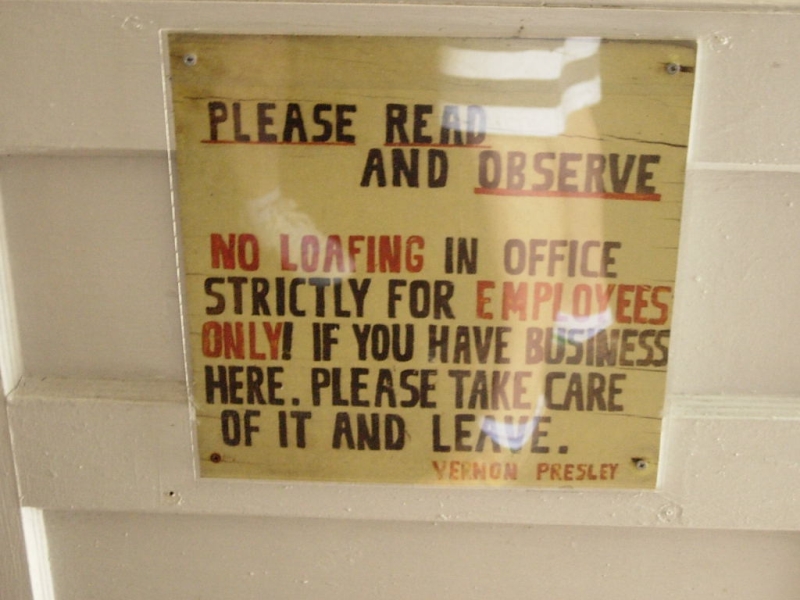 PLEASE READ
AND OBSERVE
NO LOAFING IN OFFICE
STRICTLY FOR EMPLOYEES
ONLY! IF YOU HAVE BUSINESS
HERE. PLEASE TAKE CARE
OF IT AND LEAVE.
VERNON PRESLEY